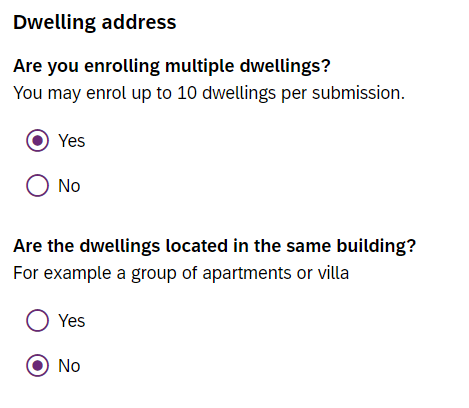 Dwelling address
Are you enrolling multiple dwellings?
You may enrol up to 10 dwellings per submission.
Yes
No
Are the dwellings located in the same building?
For example a group of apartments or villa
Yes
No